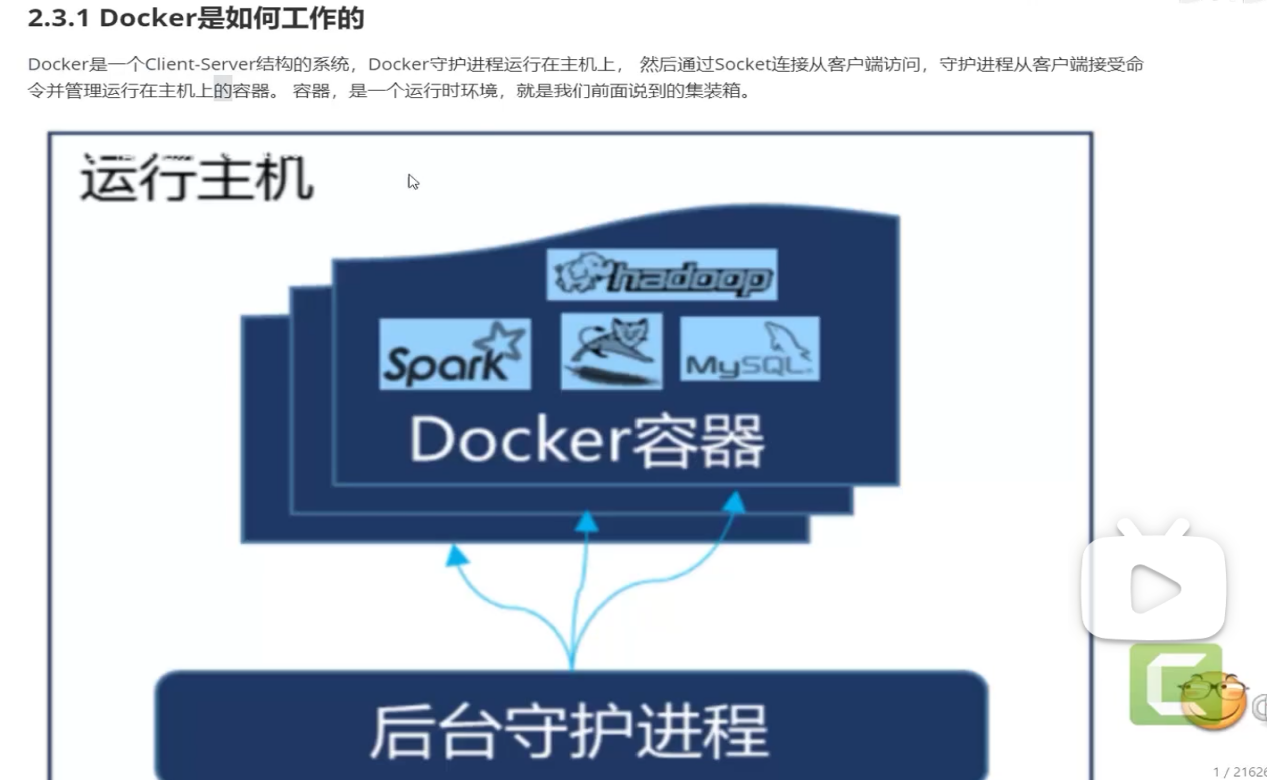 2.3.1 Docker是如何工作的
Docker是一个Client-Server结构的系统，Docker守护进程运行在主机上， 然后通过Socket连接从客户端访问，守护进程从客户端接受命
令并管理运行在主机上的容器。 容器，是一个运行时环境，就是我们前面说到的集装箱。
运行主机
hadoop
Spark
MySQL
Docker容器
后台守护进程